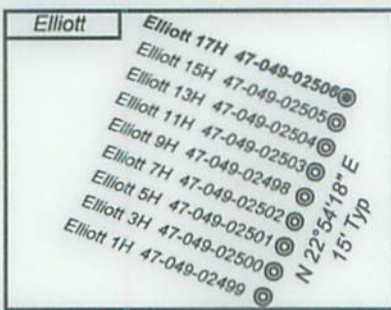 Elliott
Elliott 17H 47-049-02506
Elliott 15H 47-049-02505
Elliott 13H 47-049-02504
Elliott 11H 47-049-02503
Elliott 9H 47-049-02498
Elliott 7H 47-049-02502
Elliott 5H 47-049-02501
Elliott 3H 47-049-02500
Elliott 1H 47-049-02499
N 22°54'18" E
15' Typ